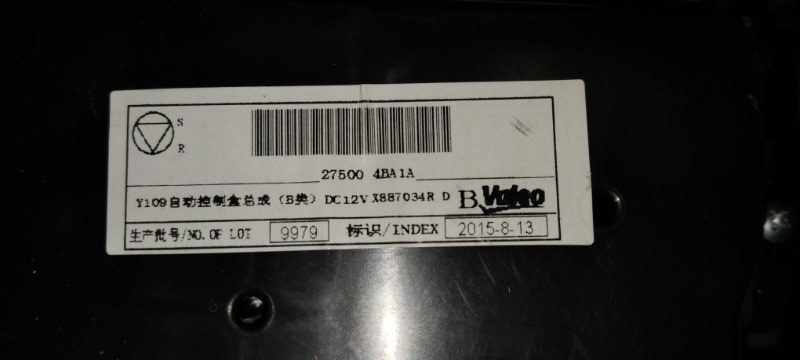 S
R
27500 4BA1A
Y109自动控制盒总成（B类）DC12V X887034R D B Valeo
生产批号/NO.OF LOT 9979 标识/INDEX 2015-8-13